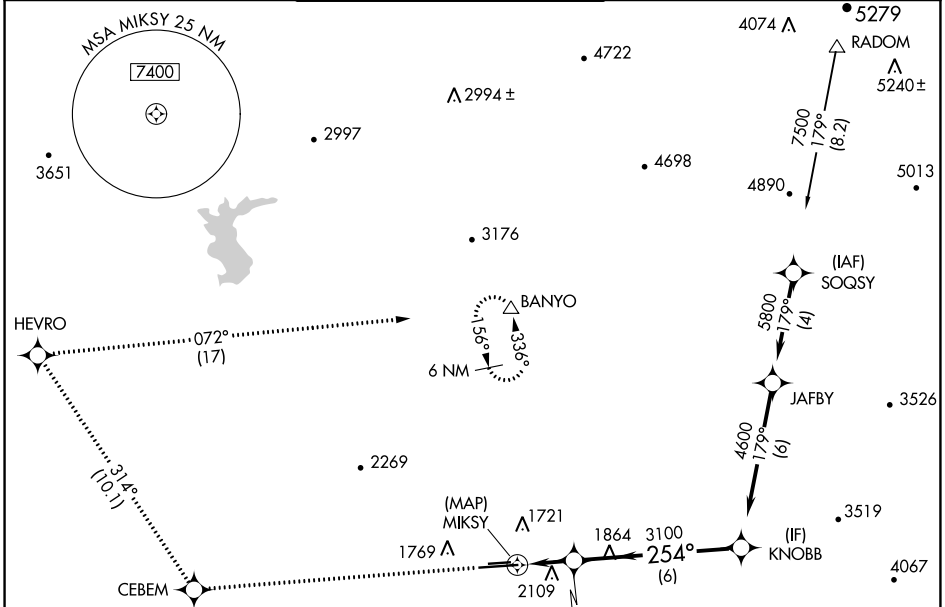 MSA MIKSY 25 NM
7400
4074
5279
RADOM
5240 ±
4722
2994 ±
2997
3651
4698
7500
179°
(8.2)
4890
5013
3176
(IAF)
SOQSY
5800
179°
(4)
BANYO
156°
336°
6 NM
HEVRO
072°
(17)
JAFBY
3526
4600
179°
(6)
314°
(10.1)
2269
(MAP)
MIKSY
1721
1769
1864
3100
254°
(6)
3519
(IF)
KNOBB
2109
4067
CEBEM